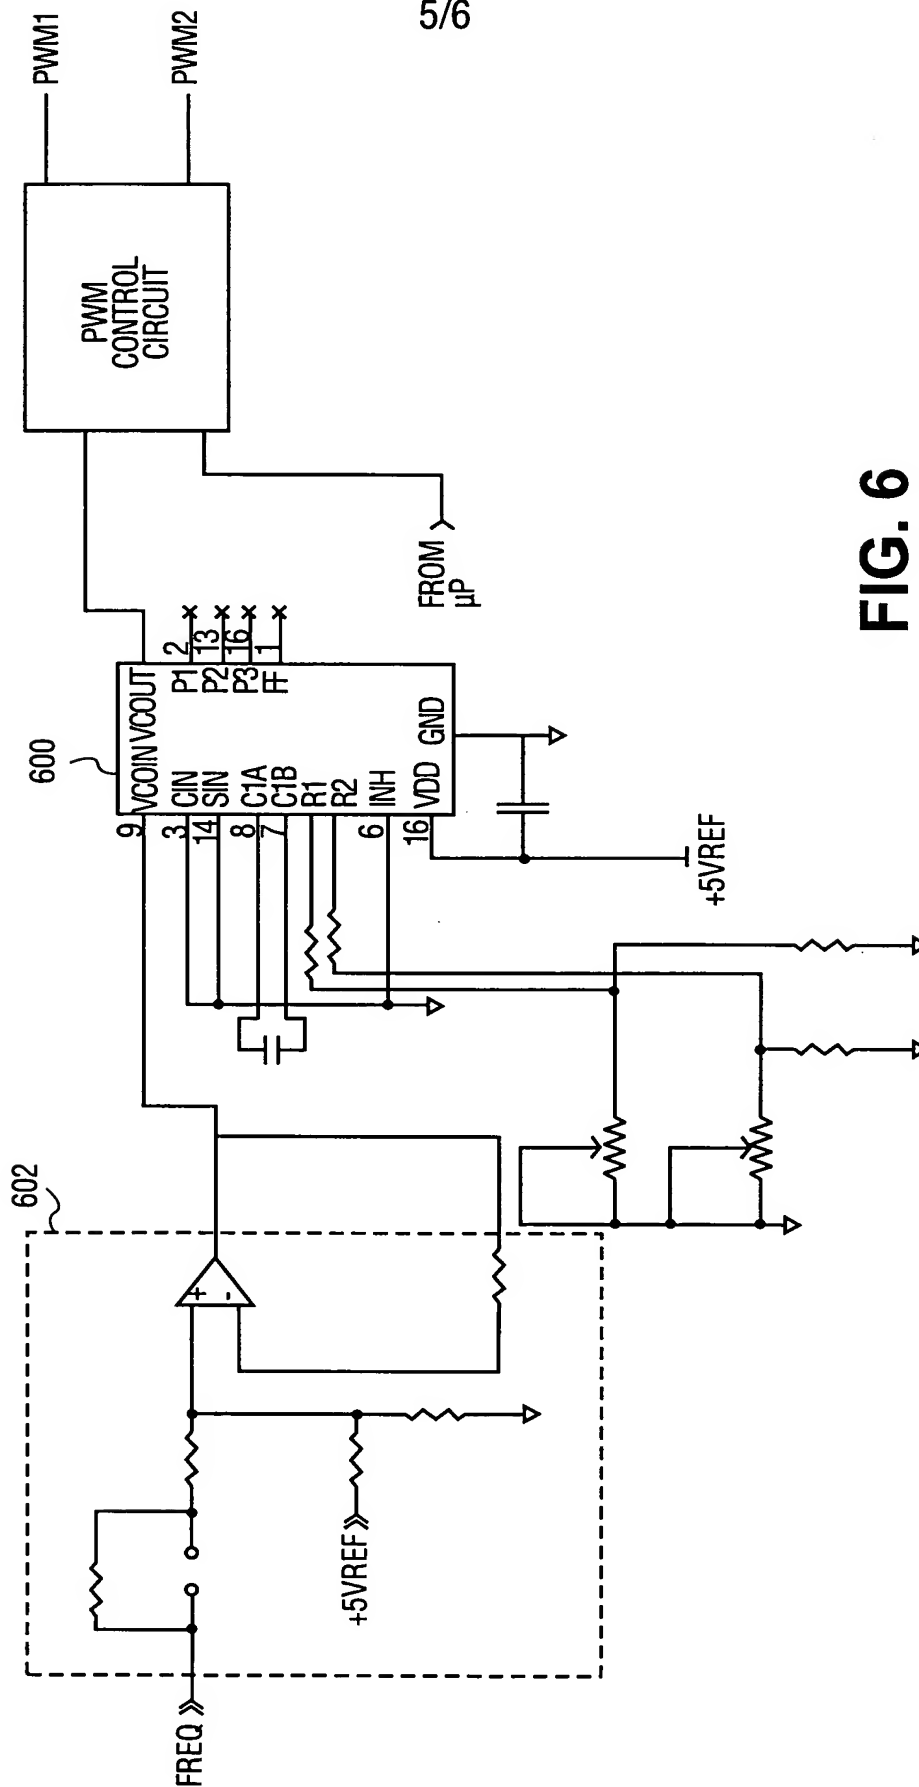 5/6
PWM1
PWM2
PWM
CONTROL
CIRCUIT
FROM
µP
600
VCOIN VCOUT
CIN
SIN
C1A
C1B
R1
R2
INH
VDD GND
P1
P2
P3
FF
2
13
16
1
9
3
14
8
7
6
16
+5VREF
602
+
-
+5VREF
FREQ
FIG. 6